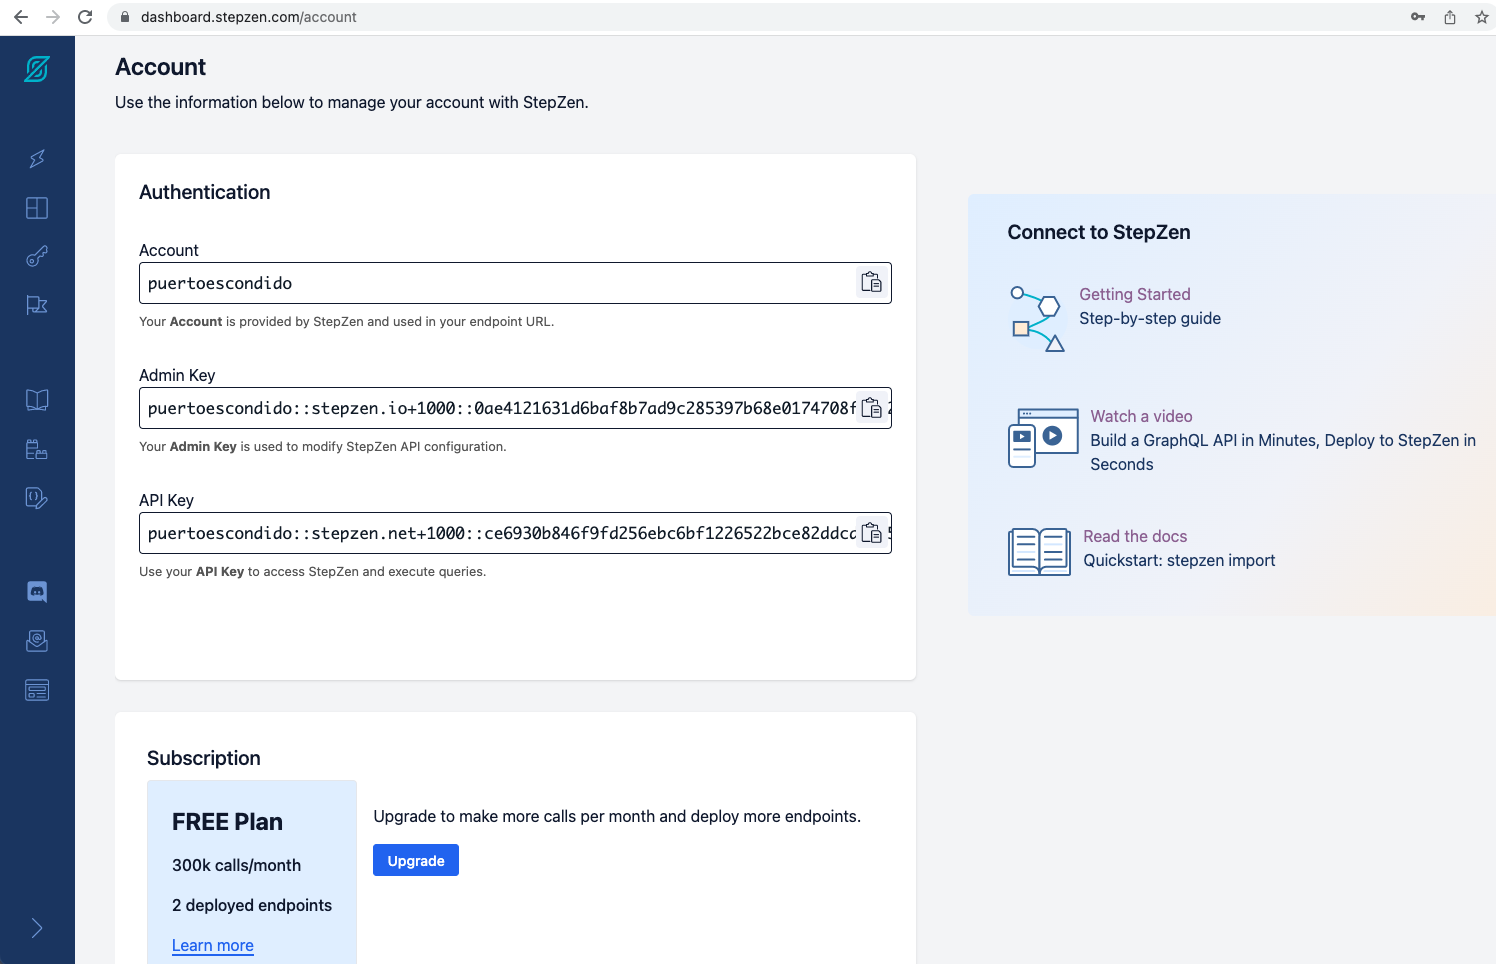 dashboard.stepzen.com/account
Account
Use the information below to manage your account with StepZen.
Authentication
Account
puertoescondido
Your Account is provided by StepZen and used in your endpoint URL.
Admin Key
puertoescondido::stepzen.io+1000::0ae4121631d6baf8b7ad9c285397b68e0174708f
Your Admin Key is used to modify StepZen API configuration.
API Key
puertoescondido::stepzen.net+1000::ce6930b846f9fd256ebc6bf1226522bce82ddc
Use your API Key to access StepZen and execute queries.
Connect to StepZen
Getting Started
Step-by-step guide
Watch a video
Build a GraphQL API in Minutes, Deploy to StepZen in
Seconds
Read the docs
Quickstart: stepzen import
Subscription
FREE Plan
300k calls/month
2 deployed endpoints
Learn more
Upgrade to make more calls per month and deploy more endpoints.
Upgrade